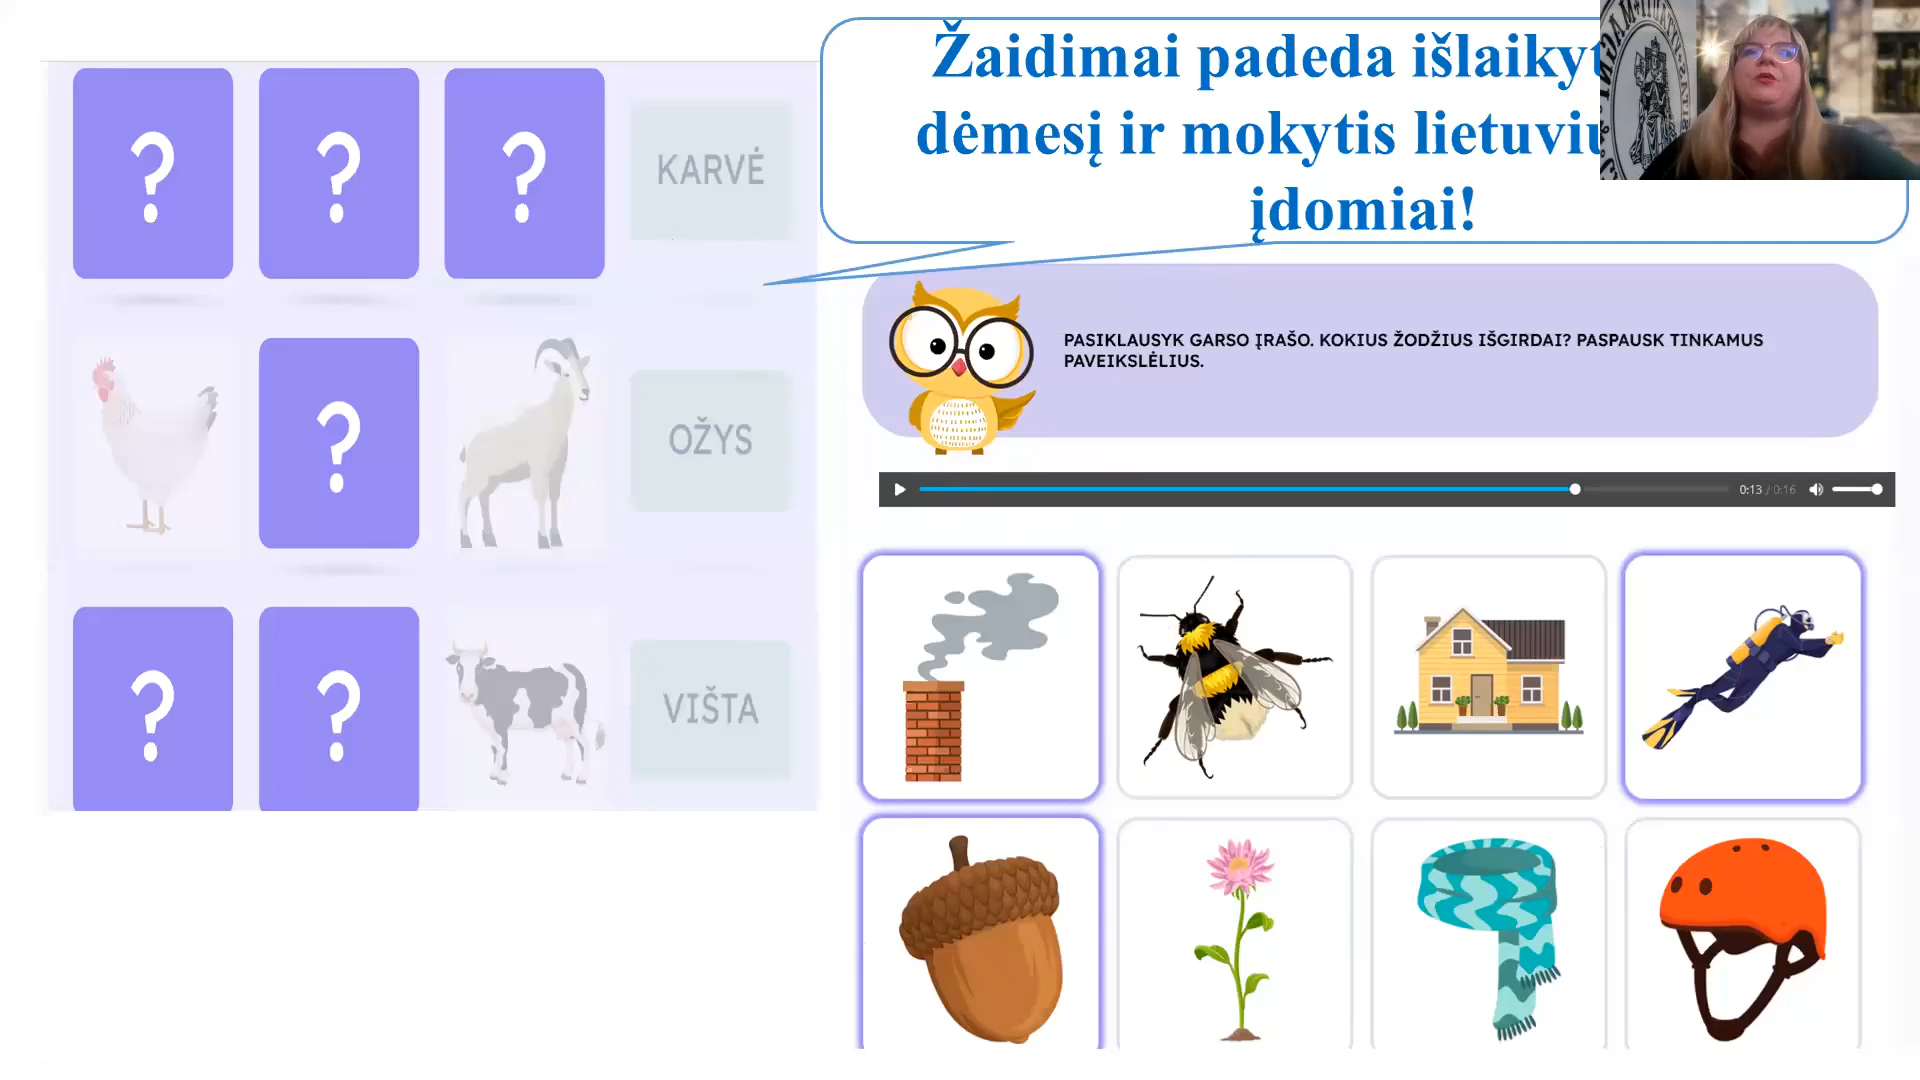 Žaidimai padeda išlaikyt
dėmesį ir mokytis lietuvių
įdomiai!
KARVĖ
OŽYS
VIŠTA
PASIKLAUSYK GARSO ĮRAŠO. KOKIUS ŽODŽIUS IŠGIRDAI? PASPAUSK TINKAMUS
PAVEIKSLĖLIUS.
0:13 / 0:16
? ? ?
?
? ?